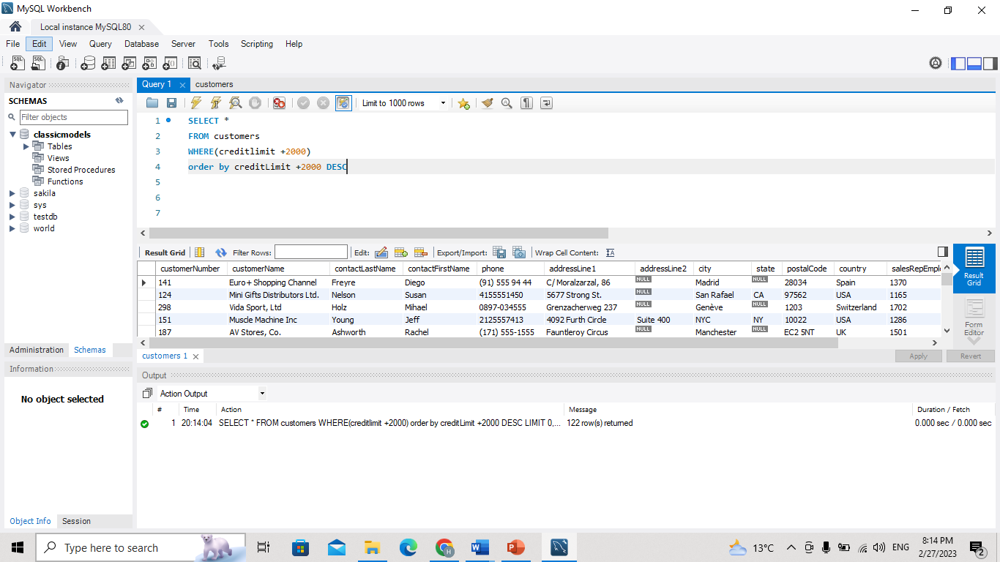 MySQL Workbench
Local instance MySQL80
File Edit View Query Database Server Tools Scripting Help
Navigator
SCHEMAS
Filter objects
classicmodels
Tables
Views
Stored Procedures
Functions
sakila
sys
testdb
world
Administration Schemas
Information
No object selected
Object Info Session
Query 1 customers
Limit to 1000 rows
1 SELECT *
2 FROM customers
3 WHERE(creditlimit +2000)
4 order by creditLimit +2000 DESC
5
6
7
Result Grid Filter Rows: Edit: Export/Import: Wrap Cell Content:
customerNumber customerName contactLastName contactFirstName phone addressLine1 addressLine2 city state postalCode country salesRepEmplo
141 Euro+ Shopping Channel Freyre Diego (91) 555 94 44 C/ Moralzarzal, 86 NULL Madrid NULL 28034 Spain 1370
124 Mini Gifts Distributors Ltd. Nelson Susan 4155551450 5677 Strong St. NULL San Rafael CA 97562 USA 1165
298 Vida Sport, Ltd Holz Mihael 0897-034555 Grenzacherweg 237 NULL Genève NULL 1203 Switzerland 1702
151 Muscle Machine Inc Young Jeff 2125557413 4092 Furth Circle Suite 400 NYC NY 10022 USA 1286
187 AV Stores, Co. Ashworth Rachel (171) 555-1555 Fauntleroy Circus NULL Manchester NULL EC2 5NT UK 1501
Result Grid
Form Editor
customers 1
Apply Revert
Output
Action Output
# Time Action Message Duration / Fetch
1 20:14:04 SELECT * FROM customers WHERE(creditlimit +2000) order by creditLimit +2000 DESC LIMIT 0,... 122 row(s) returned 0.000 sec / 0.000 sec
Type here to search
13°C
ENG
8:14 PM
2/27/2023
2